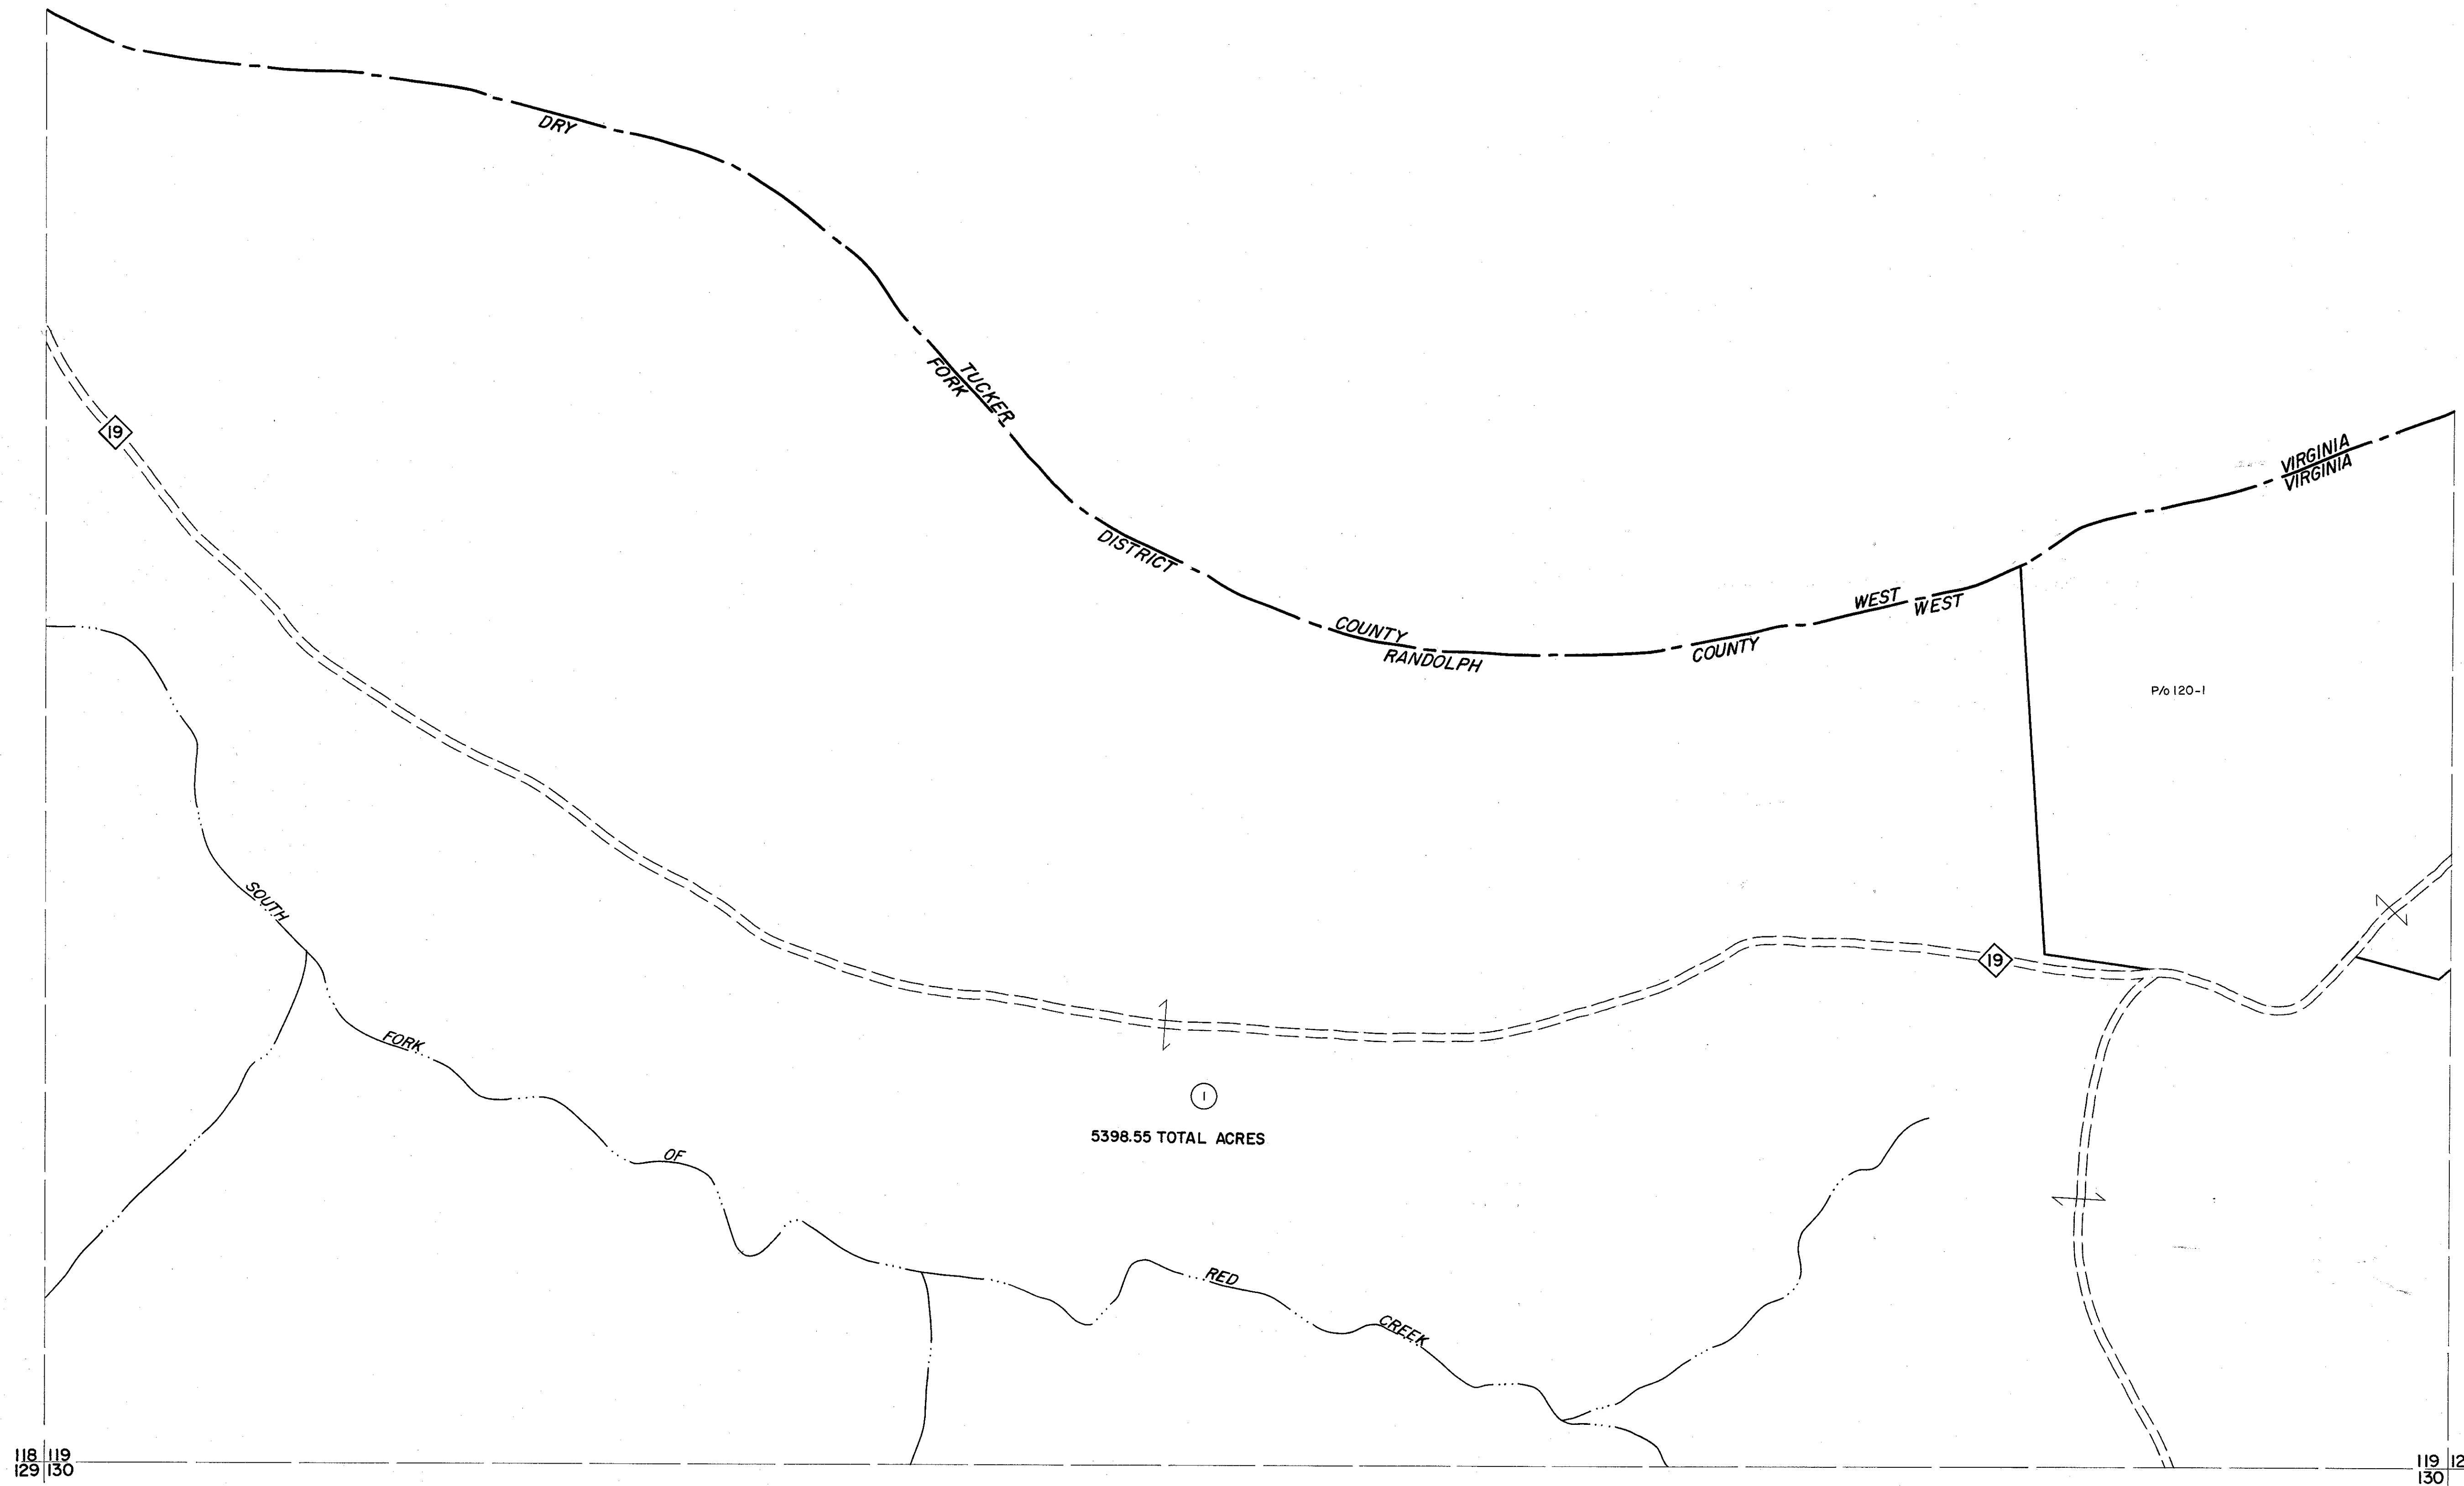 DRY
TUCKER
FORK
19
VIRGINIA
VIRGINIA
DISTRICT
WEST
WEST
COUNTY
RANDOLPH
COUNTY
P/o 120-1
SOUTH
19
FORK
1
5398.55 TOTAL ACRES
OF
RED
CREEK
118 119
129 130
119 12
130